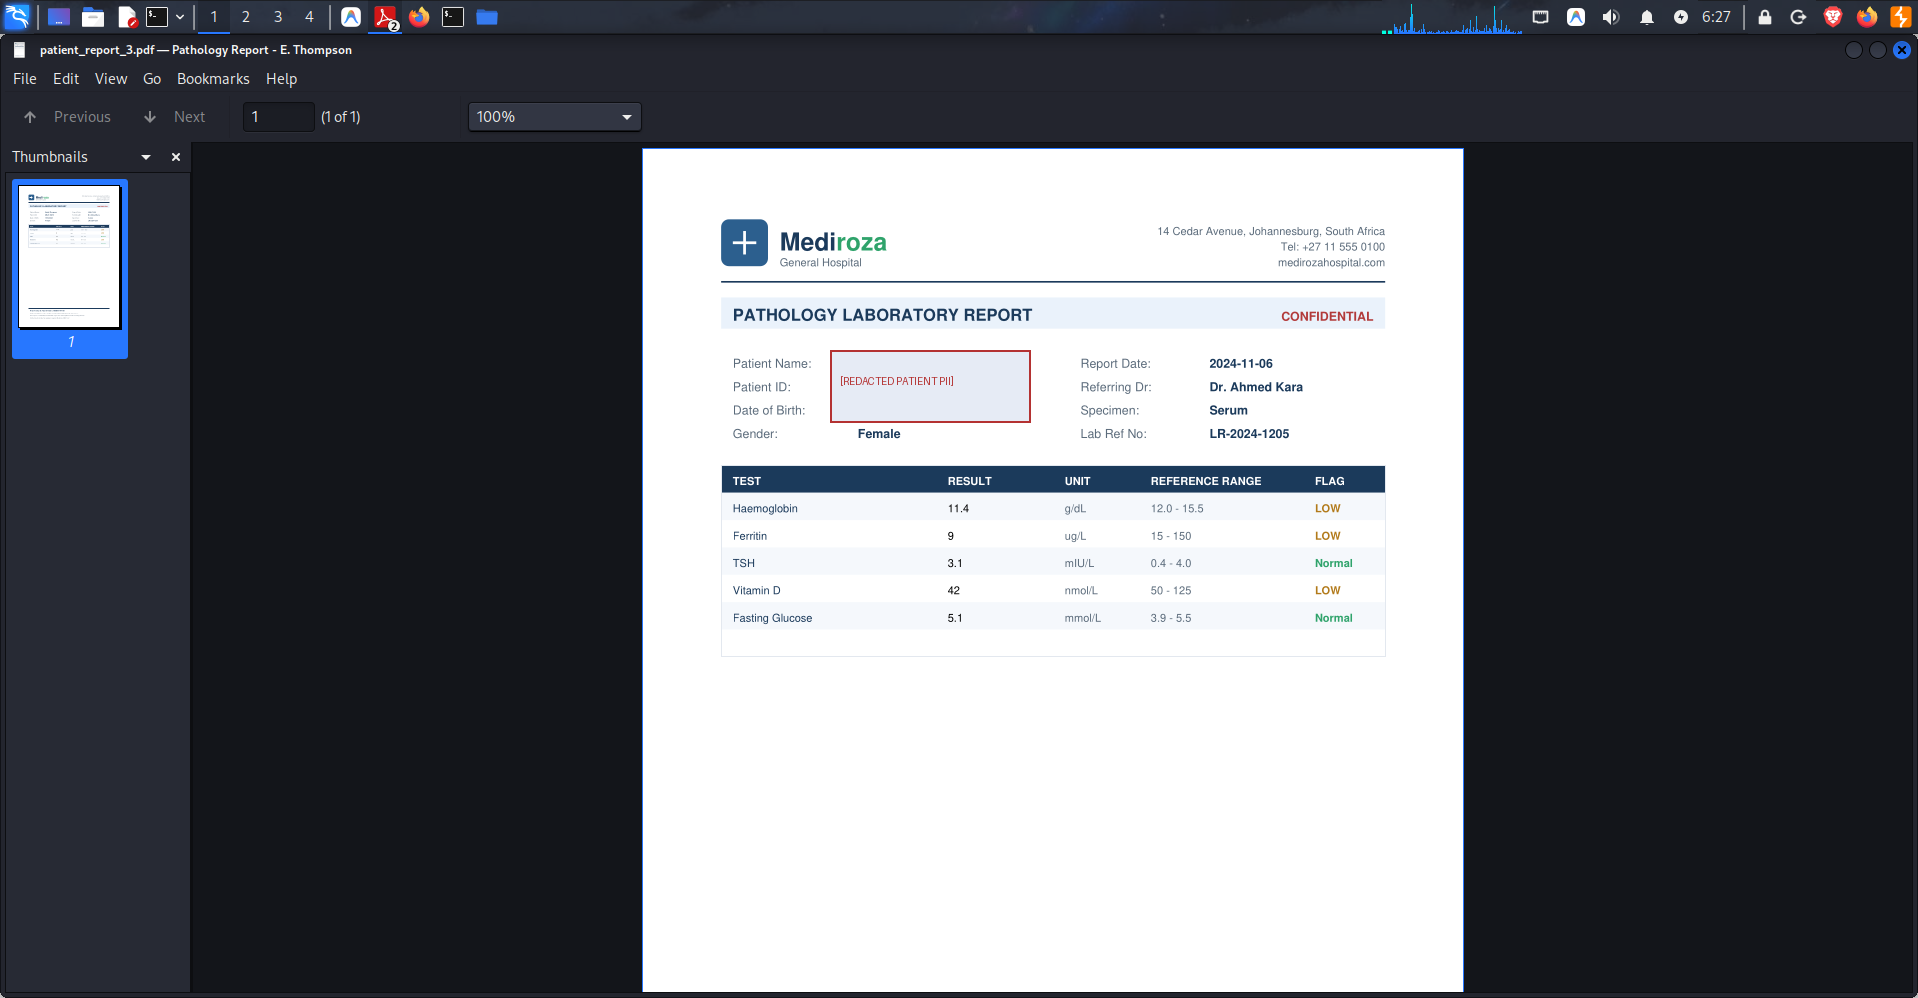 1 2 3 4 2 6:27
patient_report_3.pdf — Pathology Report - E. Thompson
File Edit View Go Bookmarks Help
Previous Next 1 (1 of 1) 100%
Thumbnails
1
Mediroza
General Hospital
14 Cedar Avenue, Johannesburg, South Africa
Tel: +27 11 555 0100
medirozahospital.com
PATHOLOGY LABORATORY REPORT CONFIDENTIAL
Patient Name: Report Date: 2024-11-06
[REDACTED PATIENT PII]
Patient ID: Referring Dr: Dr. Ahmed Kara
Date of Birth: Specimen: Serum
Gender: Female Lab Ref No: LR-2024-1205
TEST RESULT UNIT REFERENCE RANGE FLAG
Haemoglobin 11.4 g/dL 12.0 - 15.5 LOW
Ferritin 9 ug/L 15 - 150 LOW
TSH 3.1 mIU/L 0.4 - 4.0 Normal
Vitamin D 42 nmol/L 50 - 125 LOW
Fasting Glucose 5.1 mmol/L 3.9 - 5.5 Normal